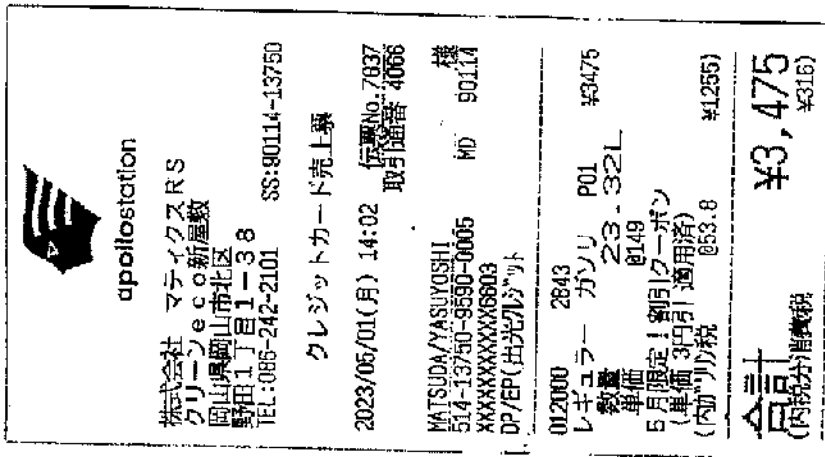 apollostation
株式会社 マティクスRS
クリーンeco新屋敷
岡山県岡山市北区
野田1丁目1-38
TEL:086-242-2101 SS:90114-13750
クレジットカード売上票
2023/05/01(月) 14:02 伝票No.7837
取引通番 4066
MATSUDA/YASUYOSHI 様
514-13750-9590-0005 MD 90114
XXXXXXXXXXXX6603
DP/EP(出光クレジット
012000 2843
レギュラー ガソリ P01 ¥3475
数量 23.32L
単価 @149
5月限定!割引クーポン
(単価 3円引 適用済)
(内ガソリン税 @53.8 ¥1255)
合計 ¥3,475
(内税分消費税 ¥316)